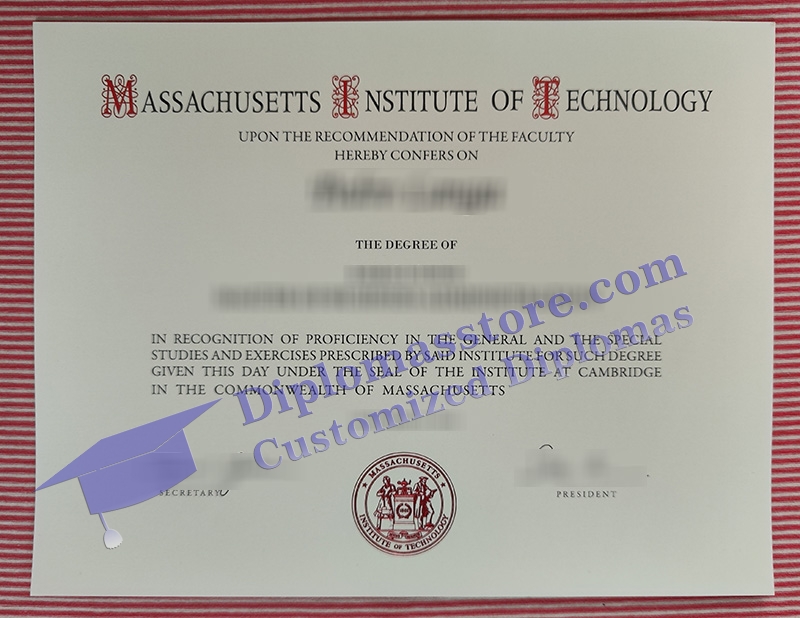 MASSACHUSETTS INSTITUTE OF TECHNOLOGY
UPON THE RECOMMENDATION OF THE FACULTY
HEREBY CONFERS ON
THE DEGREE OF
IN RECOGNITION OF PROFICIENCY IN THE GENERAL AND THE SPECIAL
STUDIES AND EXERCISES PRESCRIBED BY SAID INSTITUTE FOR SUCH DEGREE
GIVEN THIS DAY UNDER THE SEAL OF THE INSTITUTE AT CAMBRIDGE
IN THE COMMONWEALTH OF MASSACHUSETTS
Diplomasstore.com
Customized Diplomas
SECRETARY
PRESIDENT
MASSACHUSETTS
INSTITUTE OF TECHNOLOGY